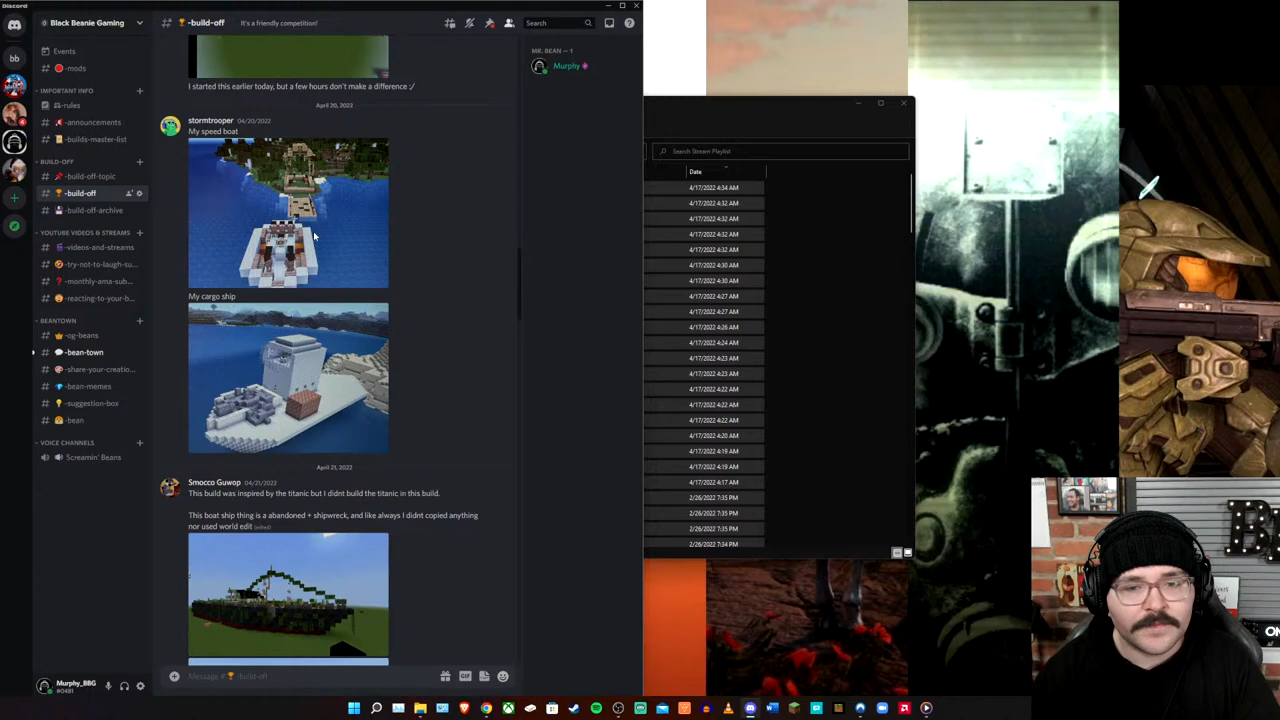 Discord
Black Beanie Gaming
-build-off
It's a friendly competition!
Search
Events
-mods
IMPORTANT INFO
-rules
-announcements
-builds-master-list
BUILD-OFF
-build-off-topic
-build-off
-build-off-archive
YOUTUBE VIDEOS & STREAMS
-videos-and-streams
-try-not-to-laugh-su...
-monthly-ama-sub...
-reacting-to-your-b...
BEANTOWN
-og-beans
-bean-town
-share-your-creatio...
-bean-memes
-suggestion-box
-bean
VOICE CHANNELS
Screamin' Beans
Murphy_BBG
#0481
I started this earlier today, but a few hours don't make a difference :/
April 20, 2022
stormtrooper 04/20/2022
My speed boat
My cargo ship
April 21, 2022
Smocco Guwop 04/21/2022
This build was inspired by the titanic but I didnt build the titanic in this build.
This boat ship thing is a abandoned + shipwreck, and like always I didnt copied anything
nor used world edit (edited)
Message # -build-off
GIF
MR. BEAN — 1
Murphy
Search Stream Playlist
Date
4/17/2022 4:34 AM
4/17/2022 4:32 AM
4/17/2022 4:32 AM
4/17/2022 4:32 AM
4/17/2022 4:32 AM
4/17/2022 4:30 AM
4/17/2022 4:30 AM
4/17/2022 4:27 AM
4/17/2022 4:27 AM
4/17/2022 4:26 AM
4/17/2022 4:24 AM
4/17/2022 4:23 AM
4/17/2022 4:23 AM
4/17/2022 4:22 AM
4/17/2022 4:22 AM
4/17/2022 4:22 AM
4/17/2022 4:20 AM
4/17/2022 4:19 AM
4/17/2022 4:19 AM
4/17/2022 4:17 AM
2/26/2022 7:35 PM
2/26/2022 7:35 PM
2/26/2022 7:35 PM
2/26/2022 7:34 PM